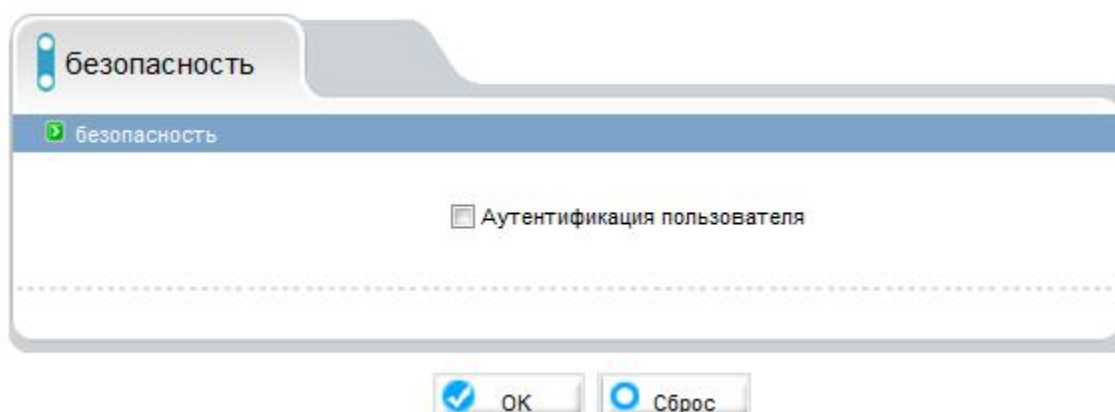 безопасность
безопасность
Аутентификация пользователя
OK
Сброс